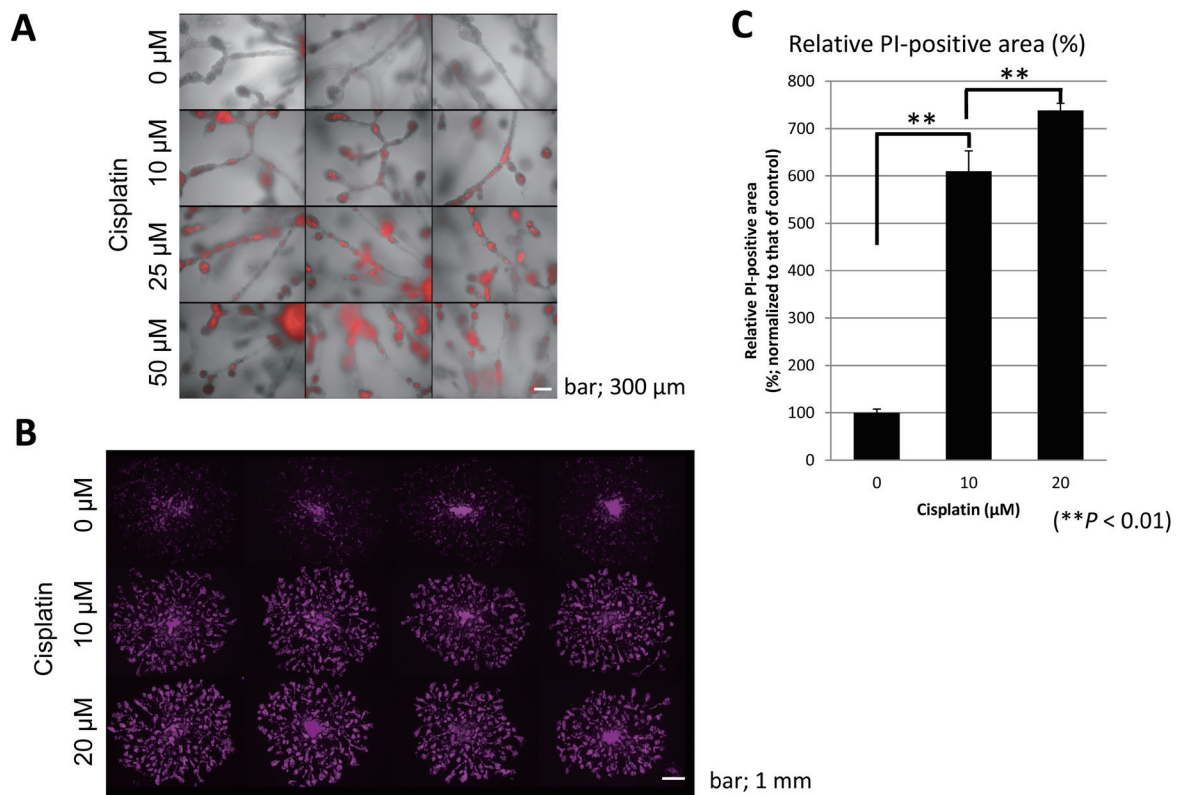 A
0 µM
10 µM
25 µM
50 µM
Cisplatin
bar; 300 µm
B
0 µM
10 µM
20 µM
Cisplatin
bar; 1 mm
C
Relative PI-positive area (%)
Relative PI-positive area
(%; normalized to that of control)
800
700
600
900
800
300
200
100
0
**
**
0
10
20
Cisplatin (µM)
(**P < 0.01)